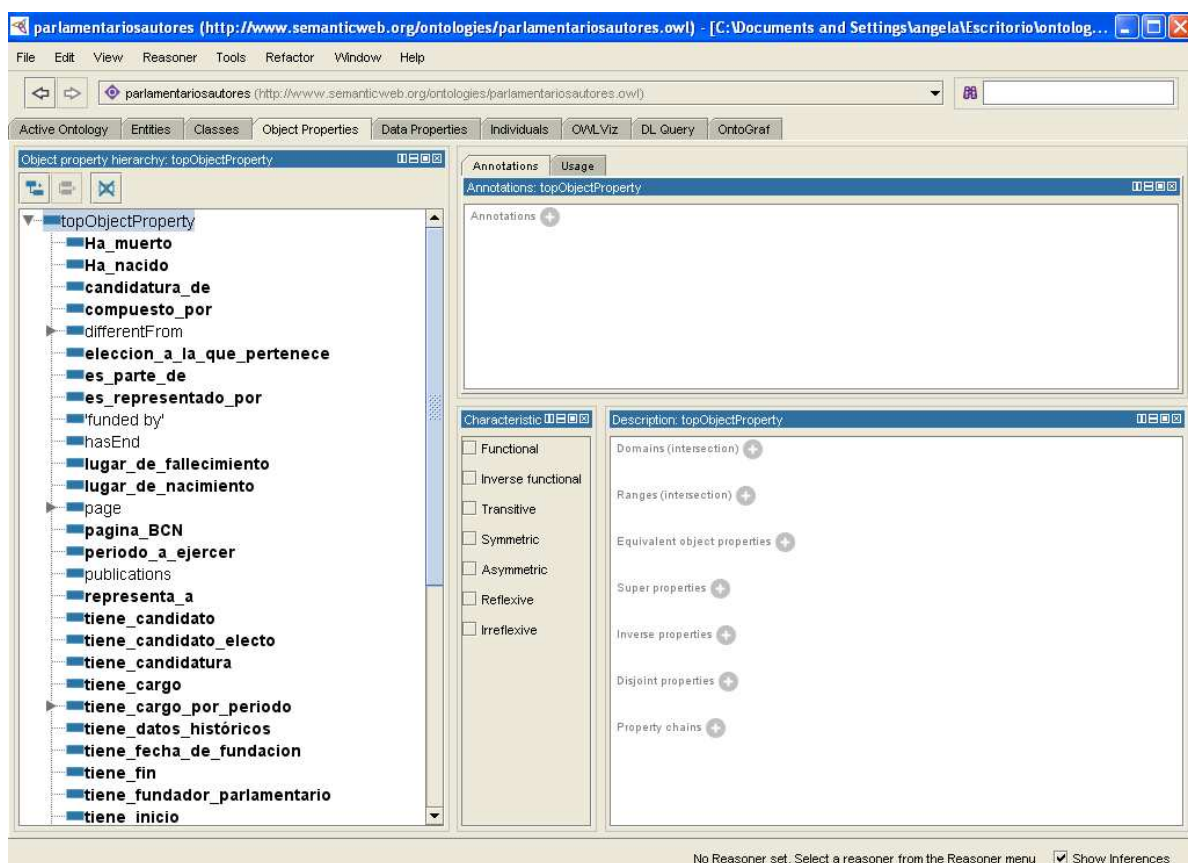 parlamentariosautores (http://www.semanticweb.org/ontologies/parlamentariosautores.owl) - [C:\Documents and Settings\angela\Escritorio\ontolog...
File Edit View Reasoner Tools Refactor Window Help
parlamentariosautores (http://www.semanticweb.org/ontologies/parlamentariosautores.owl)
Active Ontology Entities Classes Object Properties Data Properties Individuals OWLViz DL Query OntoGraf
Object property hierarchy: topObjectProperty
topObjectProperty
Ha_muerto
Ha_nacido
candidatura_de
compuesto_por
differentFrom
eleccion_a_la_que_pertenece
es_parte_de
es_representado_por
'funded by'
hasEnd
lugar_de_fallecimiento
lugar_de_nacimiento
page
pagina_BCN
periodo_a_ejercer
publications
representa_a
tiene_candidato
tiene_candidato_electo
tiene_candidatura
tiene_cargo
tiene_cargo_por_periodo
tiene_datos_históricos
tiene_fecha_de_fundacion
tiene_fin
tiene_fundador_parlamentario
tiene_inicio
Annotations Usage
Annotations: topObjectProperty
Annotations
Characteristic
Functional
Inverse functional
Transitive
Symmetric
Asymmetric
Reflexive
Irreflexive
Description: topObjectProperty
Domains (intersection)
Ranges (intersection)
Equivalent object properties
Super properties
Inverse properties
Disjoint properties
Property chains
No Reasoner set. Select a reasoner from the Reasoner menu Show Inferences